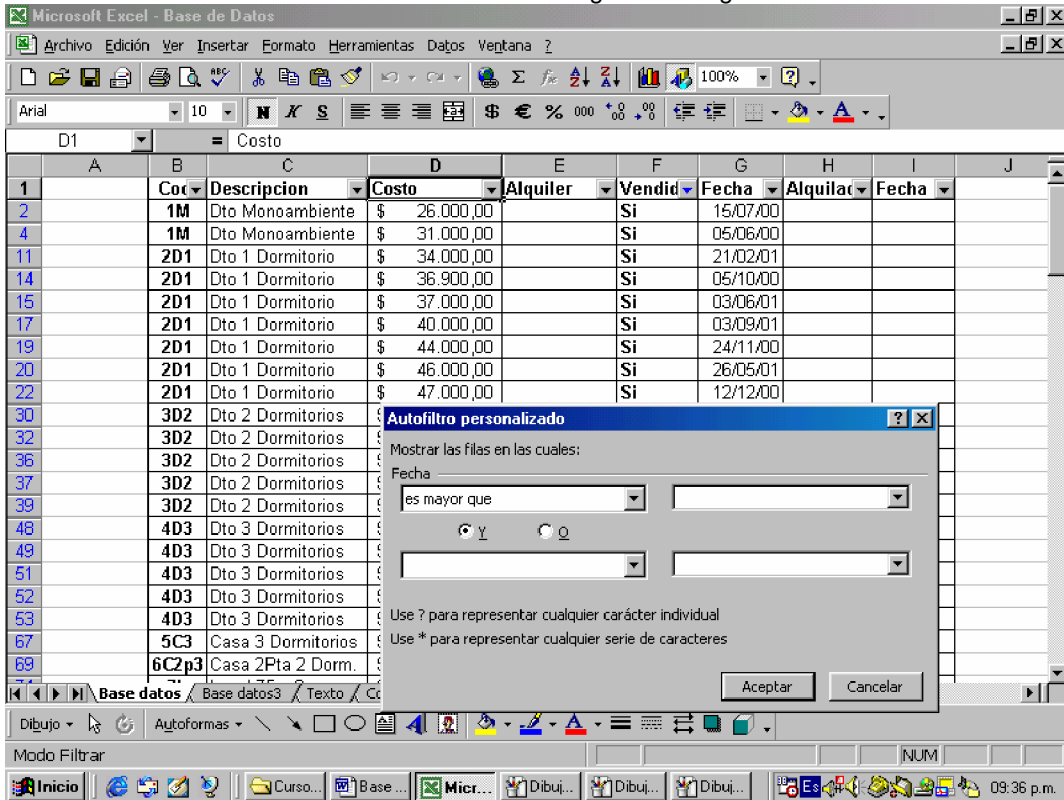 Microsoft Excel - Base de Datos
Archivo Edición Ver Insertar Formato Herramientas Datos Ventana ?
100%
Arial 10 N K S $ € % 000
D1 = Costo
A B C D E F G H I J
1 Descripcion Costo Alquiler Fecha Fecha
2 1M Dto Monoambiente $ 26.000,00 Si 15/07/00
4 1M Dto Monoambiente $ 31.000,00 Si 05/06/00
11 2D1 Dto 1 Dormitorio $ 34.000,00 Si 21/02/01
14 2D1 Dto 1 Dormitorio $ 36.900,00 Si 05/10/00
15 2D1 Dto 1 Dormitorio $ 37.000,00 Si 03/06/01
17 2D1 Dto 1 Dormitorio $ 40.000,00 Si 03/09/01
19 2D1 Dto 1 Dormitorio $ 44.000,00 Si 24/11/00
20 2D1 Dto 1 Dormitorio $ 46.000,00 Si 26/05/01
22 2D1 Dto 1 Dormitorio $ 47.000,00 Si 12/12/00
30 3D2 Dto 2 Dormitorios
32 3D2 Dto 2 Dormitorios
36 3D2 Dto 2 Dormitorios
37 3D2 Dto 2 Dormitorios
39 3D2 Dto 2 Dormitorios
48 4D3 Dto 3 Dormitorios
49 4D3 Dto 3 Dormitorios
51 4D3 Dto 3 Dormitorios
52 4D3 Dto 3 Dormitorios
53 4D3 Dto 3 Dormitorios
67 5C3 Casa 3 Dormitorios
69 6C2p3 Casa 2Pta 2 Dorm.
Autofiltro personalizado
Mostrar las filas en las cuales:
Fecha
es mayor que
Y O
Use ? para representar cualquier carácter individual
Use * para representar cualquier serie de caracteres
Aceptar Cancelar
Base datos Base datos3 Texto
Dibujo Autoformas
Modo Filtrar NUM
Inicio Curso... Base ... Micr... Dibuj... Dibuj... Dibuj... Es 09:36 p.m.